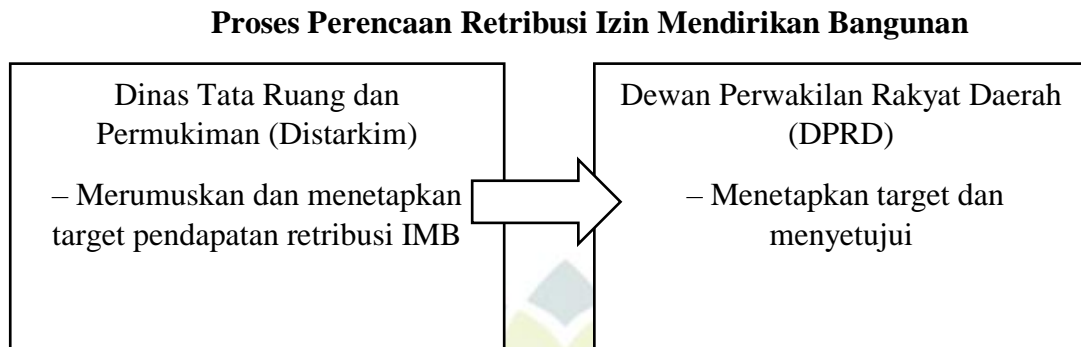 Proses Perencaan Retribusi Izin Mendirikan Bangunan
Dinas Tata Ruang dan
Permukiman (Distarkim)
– Merumuskan dan menetapkan
target pendapatan retribusi IMB
Dewan Perwakilan Rakyat Daerah
(DPRD)
– Menetapkan target dan
menyetujui